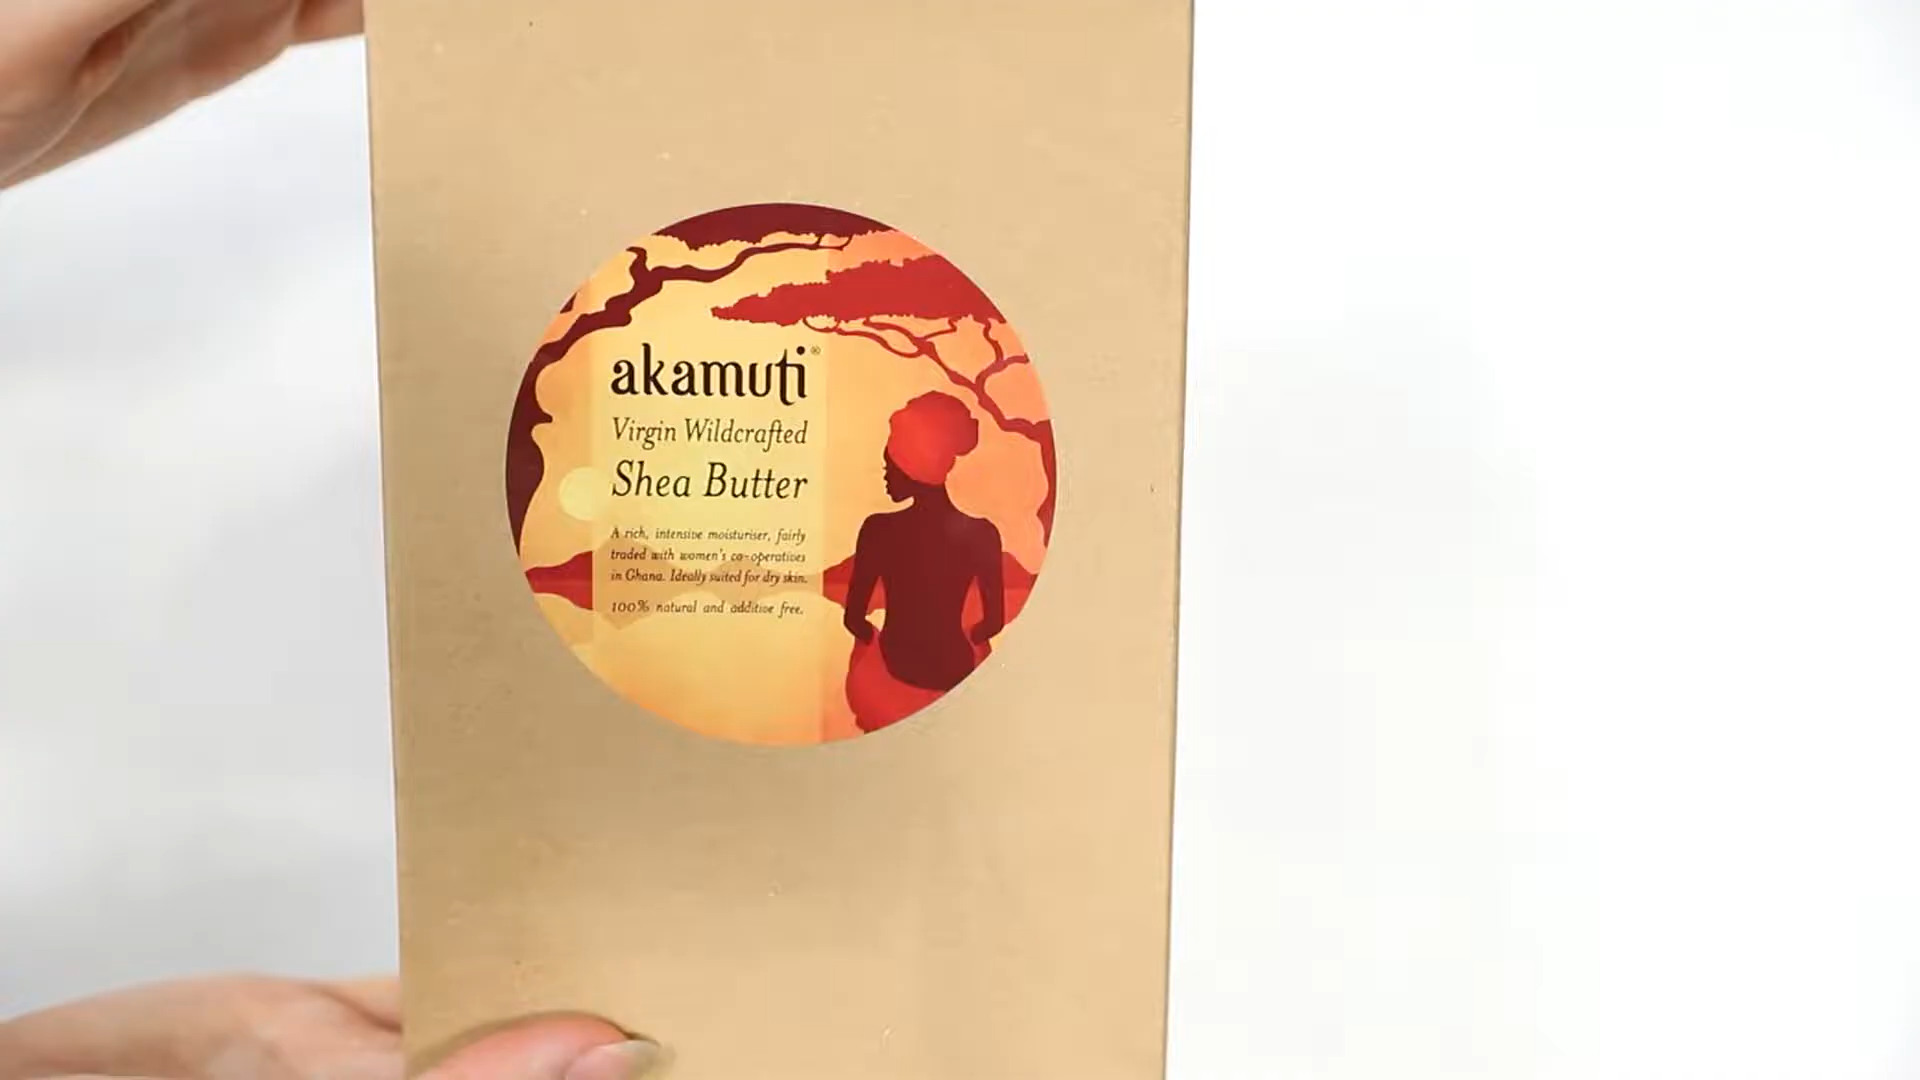 akamuti®
Virgin Wildcrafted
Shea Butter
A rich, intensive moisturiser, fairly
traded with women's co-operatives
in Ghana. Ideally suited for dry skin.
100% natural and additive free.